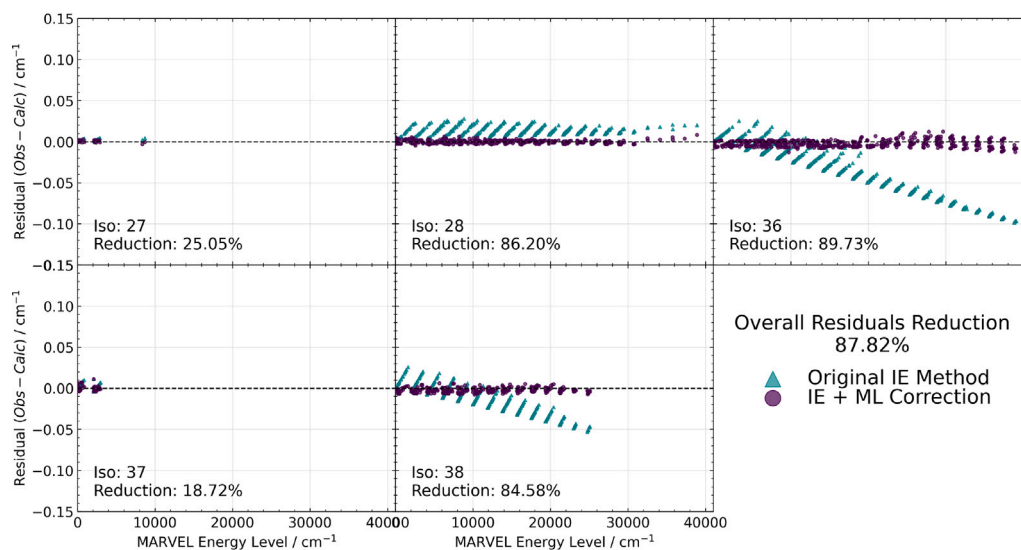 0.15
0.10
0.05
0.00
−0.05
−0.10
−0.15
Residual (Obs − Calc) / cm⁻¹
Iso: 27
Reduction: 25.05%
Iso: 28
Reduction: 86.20%
Iso: 36
Reduction: 89.73%
0.10
0.05
0.00
−0.05
−0.10
−0.15
Residual (Obs − Calc) / cm⁻¹
Iso: 37
Reduction: 18.72%
Iso: 38
Reduction: 84.58%
Overall Residuals Reduction
87.82%
Original IE Method
IE + ML Correction
0 10000 20000 30000 40000
0 10000 20000 30000 40000
MARVEL Energy Level / cm⁻¹
MARVEL Energy Level / cm⁻¹